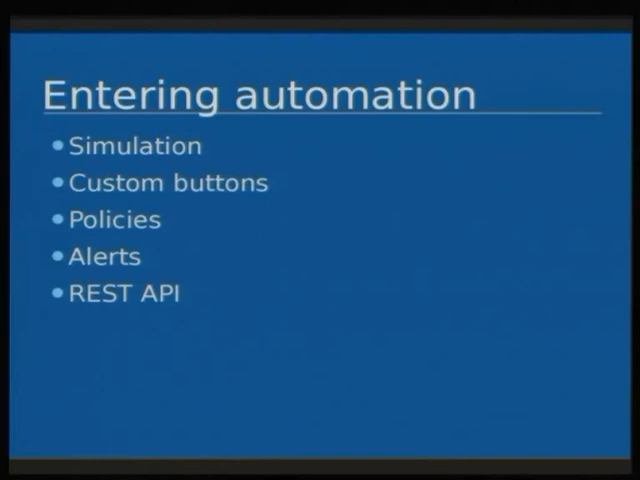 Entering automation
Simulation
Custom buttons
Policies
Alerts
REST API